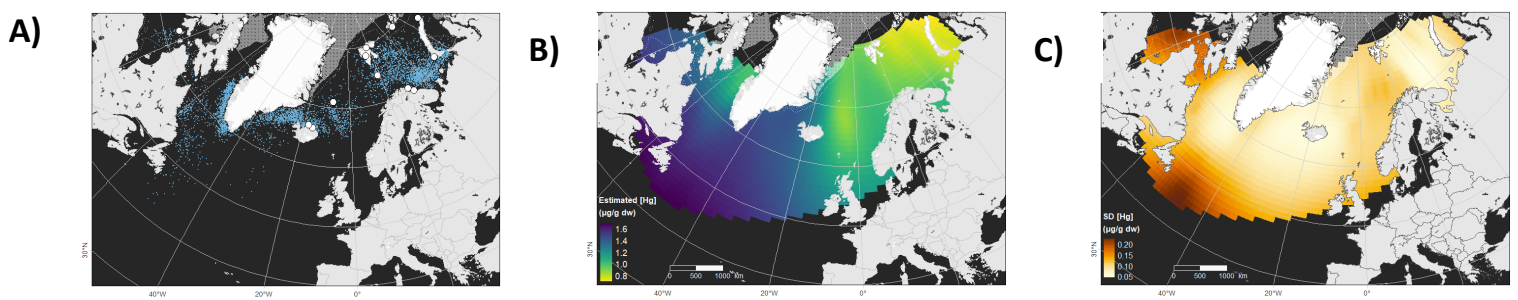 A)
30°N
40°W
20°W
0°
B)
Estimated [Hg]
(µg/g dw)
1.6
1.4
1.2
1.0
0.8
0
500
1000 km
30°N
40°W
20°W
0°
C)
SD [Hg]
(µg/g dw)
0.20
0.15
0.10
0.05
0
500
1000 km
30°N
40°W
20°W
0°